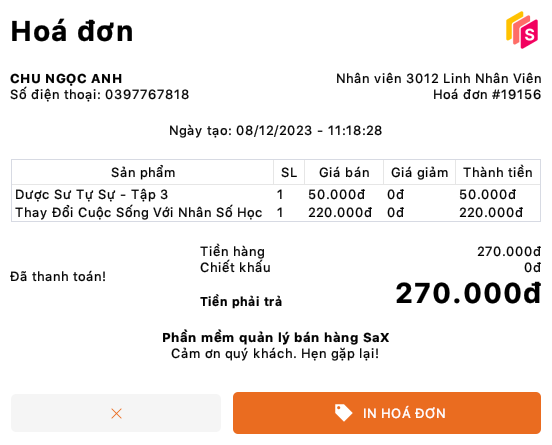 Hoá đơn
S
CHU NGỌC ANH
Số điện thoại: 0397767818
Nhân viên 3012 Linh Nhân Viên
Hoá đơn #19156
Ngày tạo: 08/12/2023 - 11:18:28
Sản phẩm SL Giá bán Giá giảm Thành tiền
Dược Sư Tự Sự - Tập 3 1 50.000đ 0đ 50.000đ
Thay Đổi Cuộc Sống Với Nhân Số Học 1 220.000đ 0đ 220.000đ
Đã thanh toán!
Tiền hàng 270.000đ
Chiết khấu 0đ
Tiền phải trả 270.000đ
Phần mềm quản lý bán hàng SaX
Cảm ơn quý khách. Hẹn gặp lại!
IN HOÁ ĐƠN